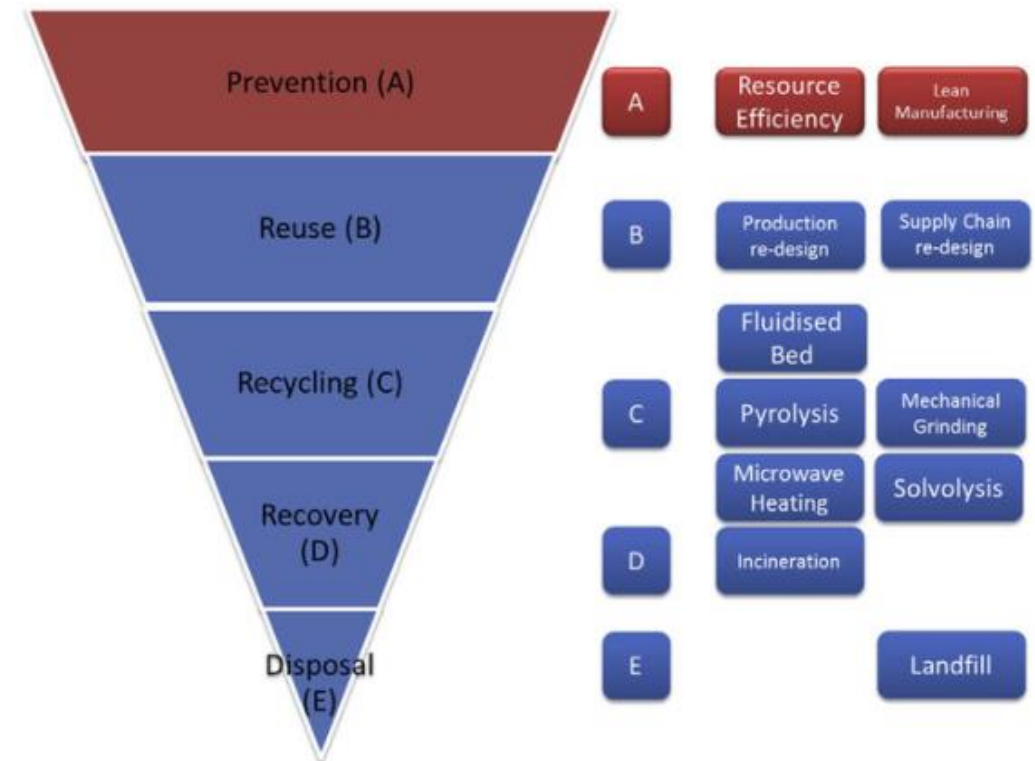 Prevention (A)
A
Resource
Efficiency
Lean
Manufacturing
Reuse (B)
B
Production
re-design
Supply Chain
re-design
Fluidised
Bed
Recycling (C)
C
Pyrolysis
Mechanical
Grinding
Microwave
Heating
Solvolysis
Recovery
(D)
D
Incineration
Disposal
(E)
E
Landfill